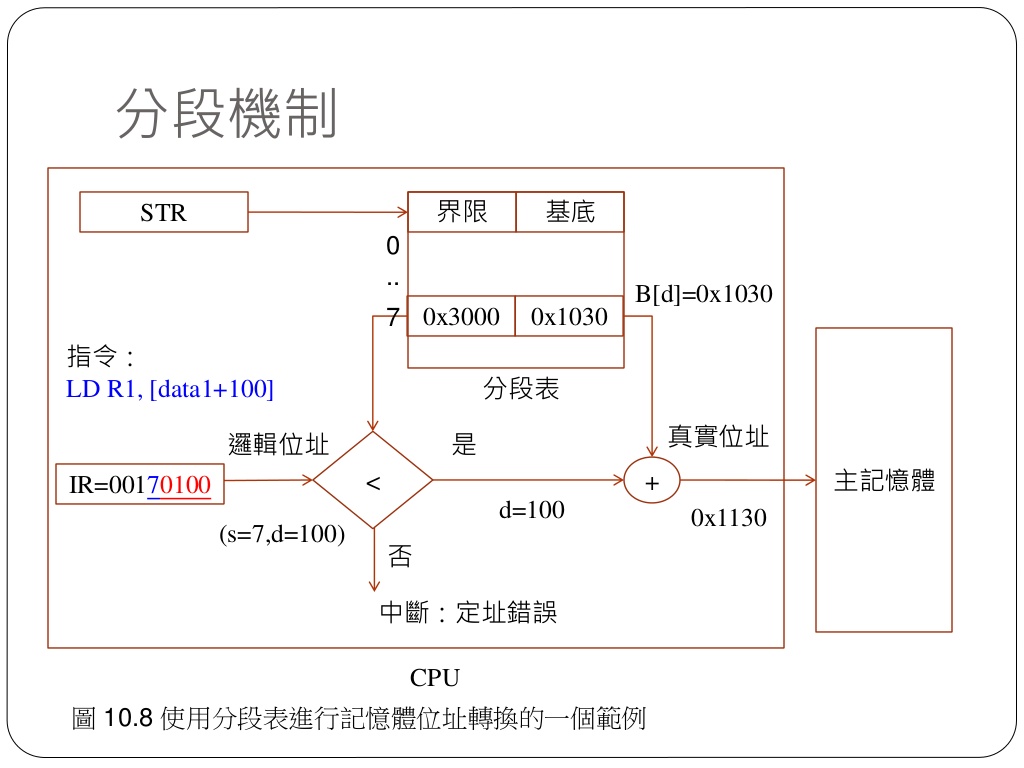 分段機制
STR
界限 基底
0
..
7 0x3000 0x1030
B[d]=0x1030
指令：
LD R1, [data1+100]
分段表
邏輯位址
是
真實位址
IR=00170100
<
+
主記憶體
d=100
0x1130
(s=7,d=100)
否
中斷：定址錯誤
CPU
圖 10.8 使用分段表進行記憶體位址轉換的一個範例